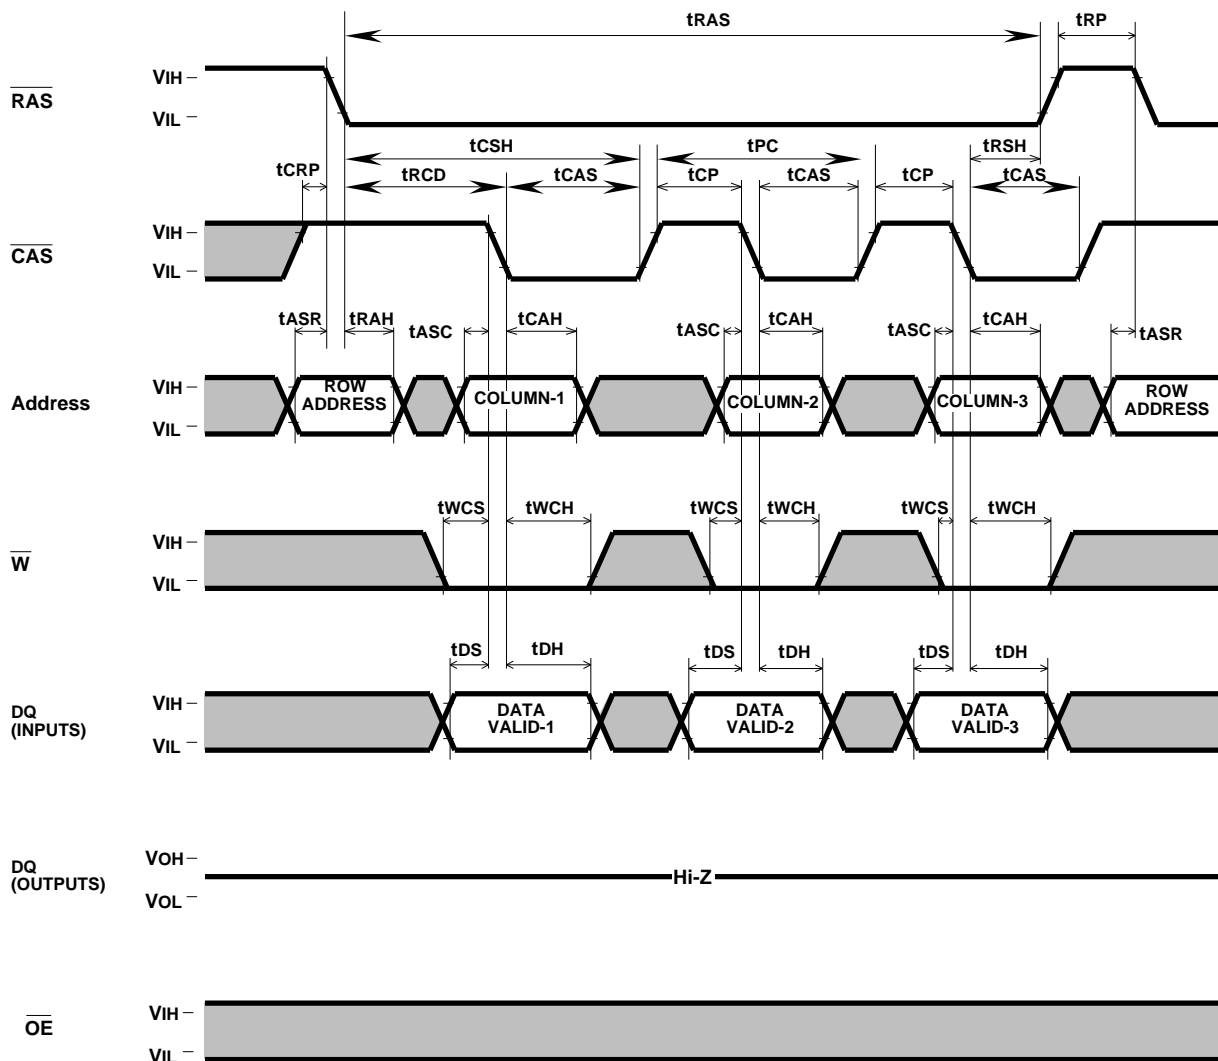 tRAS tRP
RAS VIH
VIL
tCSH tPC tRSH
tCRP tRCD tCAS tCP tCAS tCP tCAS
CAS VIH
VIL
tASR tRAH tASC tCAH tASC tCAH tASC tCAH tASR
Address VIH
VIL
ROW
ADDRESS
COLUMN-1
COLUMN-2
COLUMN-3
ROW
ADDRESS
tWCS tWCH tWCS tWCH tWCS tWCH
W VIH
VIL
tDS tDH tDS tDH tDS tDH
DQ
(INPUTS)
VIH
VIL
DATA
VALID-1
DATA
VALID-2
DATA
VALID-3
DQ
(OUTPUTS)
VOH
VOL
Hi-Z
OE VIH
VIL